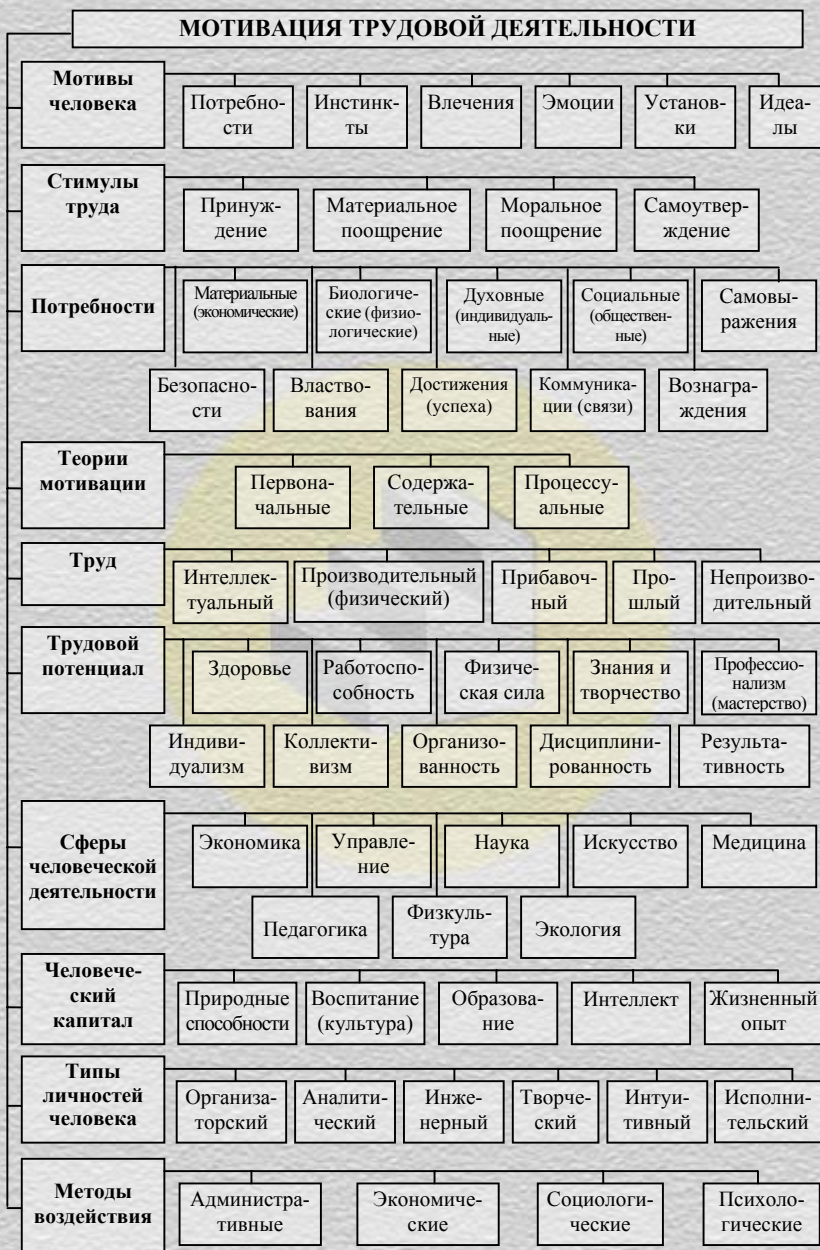 МОТИВАЦИЯ ТРУДОВОЙ ДЕЯТЕЛЬНОСТИ
Мотивы
человека
Потребно-
сти
Инстинк-
ты
Влечения
Эмоции
Установ-
ки
Идеа-
лы
Стимулы
труда
Принуж-
дение
Материальное
поощрение
Моральное
поощрение
Самоутвер-
ждение
Потребности
Материальные
(экономические)
Биологиче-
ские (физио-
логические)
Духовные
(индивидуаль-
ные)
Социальные
(обществен-
ные)
Самовы-
ражения
Безопасно-
сти
Властво-
вания
Достижения
(успеха)
Коммуника-
ции (связи)
Вознагра-
ждения
Теории
мотивации
Первона-
чальные
Содержа-
тельные
Процессу-
альные
Труд
Интеллек-
туальный
Производительный
(физический)
Прибавоч-
ный
Про-
шлый
Непроизво-
дительный
Трудовой
потенциал
Здоровье
Работоспо-
собность
Физиче-
ская сила
Знания и
творчество
Профессио-
нализм
(мастерство)
Индиви-
дуализм
Коллекти-
визм
Организо-
ванность
Дисциплини-
рованность
Результа-
тивность
Сферы
человеческой
деятельности
Экономика
Управле-
ние
Наука
Искусство
Медицина
Педагогика
Физкуль-
тура
Экология
Человече-
ский
капитал
Природные
способности
Воспитание
(культура)
Образова-
ние
Интеллект
Жизненный
опыт
Типы
личностей
человека
Организа-
торский
Аналити-
ческий
Инже-
нерный
Творче-
ский
Интуи-
тивный
Исполни-
тельский
Методы
воздействия
Администра-
тивные
Экономиче-
ские
Социологи-
ческие
Психоло-
гические